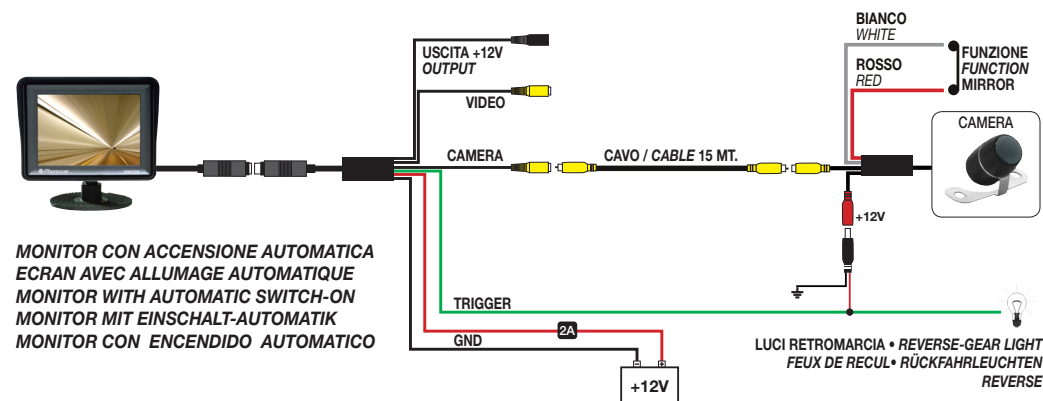 BIANCO
WHITE
USCITA +12V
OUTPUT
ROSSO
RED
FUNZIONE
FUNCTION
MIRROR
VIDEO
CAMERA
CAMERA
CAVO / CABLE 15 MT.
Phonocar
+12V
MONITOR CON ACCENSIONE AUTOMATICA
ECRAN AVEC ALLUMAGE AUTOMATIQUE
MONITOR WITH AUTOMATIC SWITCH-ON
MONITOR MIT EINSCHALT-AUTOMATIK
MONITOR CON ENCENDIDO AUTOMATICO
TRIGGER
2A
GND
LUCI RETROMARCIA • REVERSE-GEAR LIGHT
FEUX DE RECUL• RÜCKFAHRLEUCHTEN
REVERSE
- +
+12V